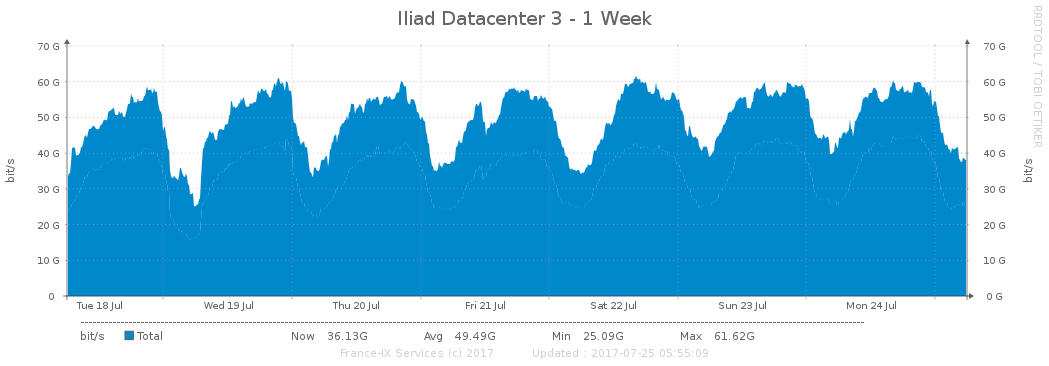 Iliad Datacenter 3 - 1 Week
RRDTOOL / TOBI OETIKER
bit/s
bit/s
70 G
60 G
50 G
40 G
30 G
20 G
10 G
0
70 G
60 G
50 G
40 G
30 G
20 G
10 G
0 G
Tue 18 Jul Wed 19 Jul Thu 20 Jul Fri 21 Jul Sat 22 Jul Sun 23 Jul Mon 24 Jul
bit/s Total Now 36.13G Avg 49.49G Min 25.09G Max 61.62G
France-IX Services (c) 2017 Updated : 2017-07-25 05:55:09